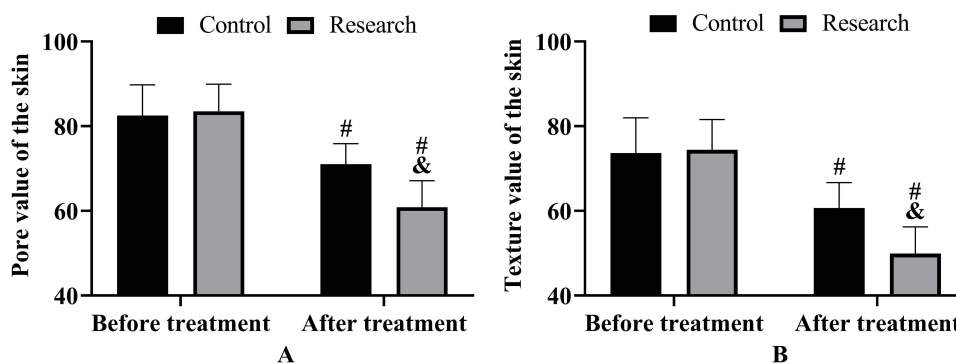 Control Research
Pore value of the skin
100
80
60
40
#
#
&
Before treatment After treatment
A
Control Research
Texture value of the skin
100
80
60
40
#
#
&
Before treatment After treatment
B